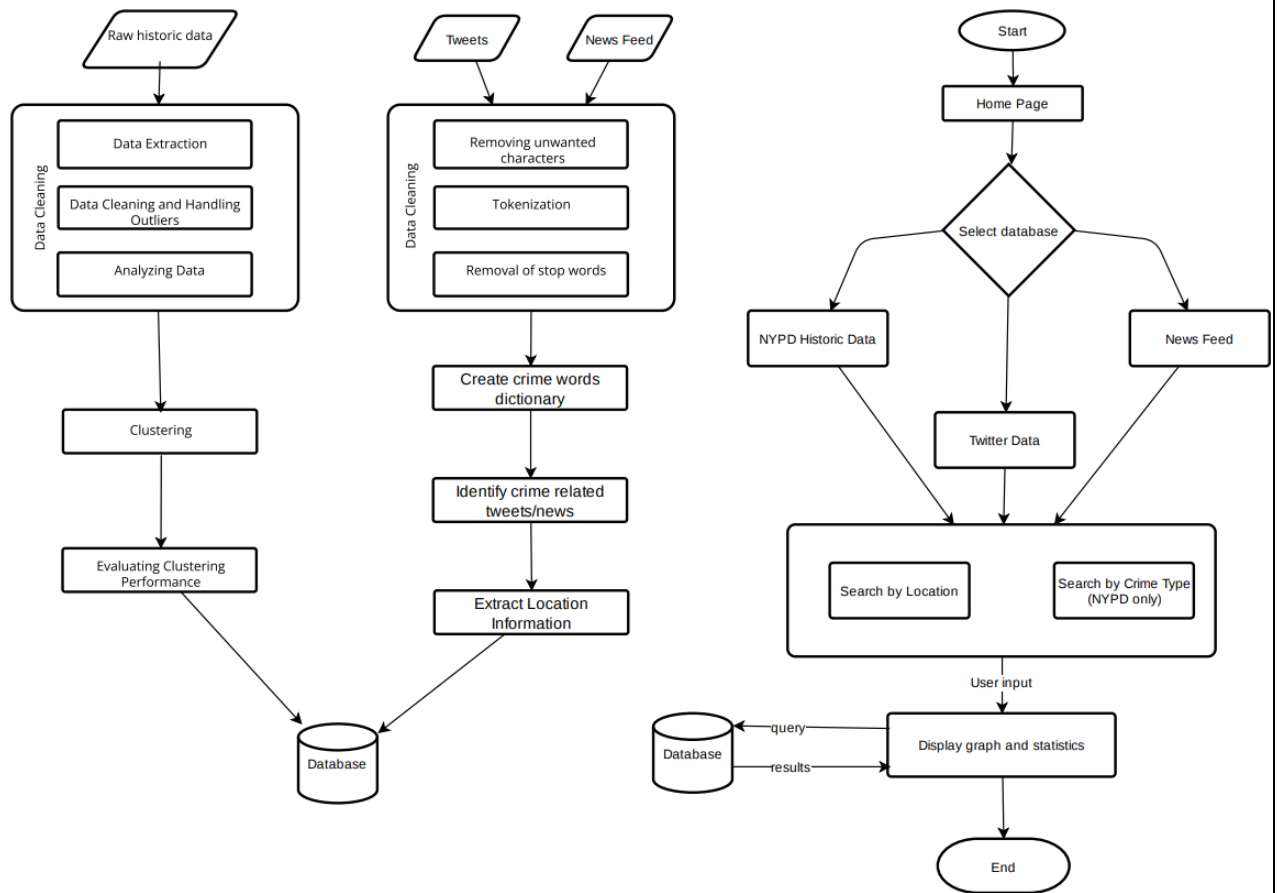 Raw historic data
Data Cleaning
Data Extraction
Data Cleaning and Handling
Outliers
Analyzing Data
Clustering
Evaluating Clustering
Performance
Tweets
News Feed
Data Cleaning
Removing unwanted
characters
Tokenization
Removal of stop words
Create crime words
dictionary
Identify crime related
tweets/news
Extract Location
Information
Database
Start
Home Page
Select database
NYPD Historic Data
News Feed
Twitter Data
Search by Location
Search by Crime Type
(NYPD only)
User input
Database
query
results
Display graph and statistics
End